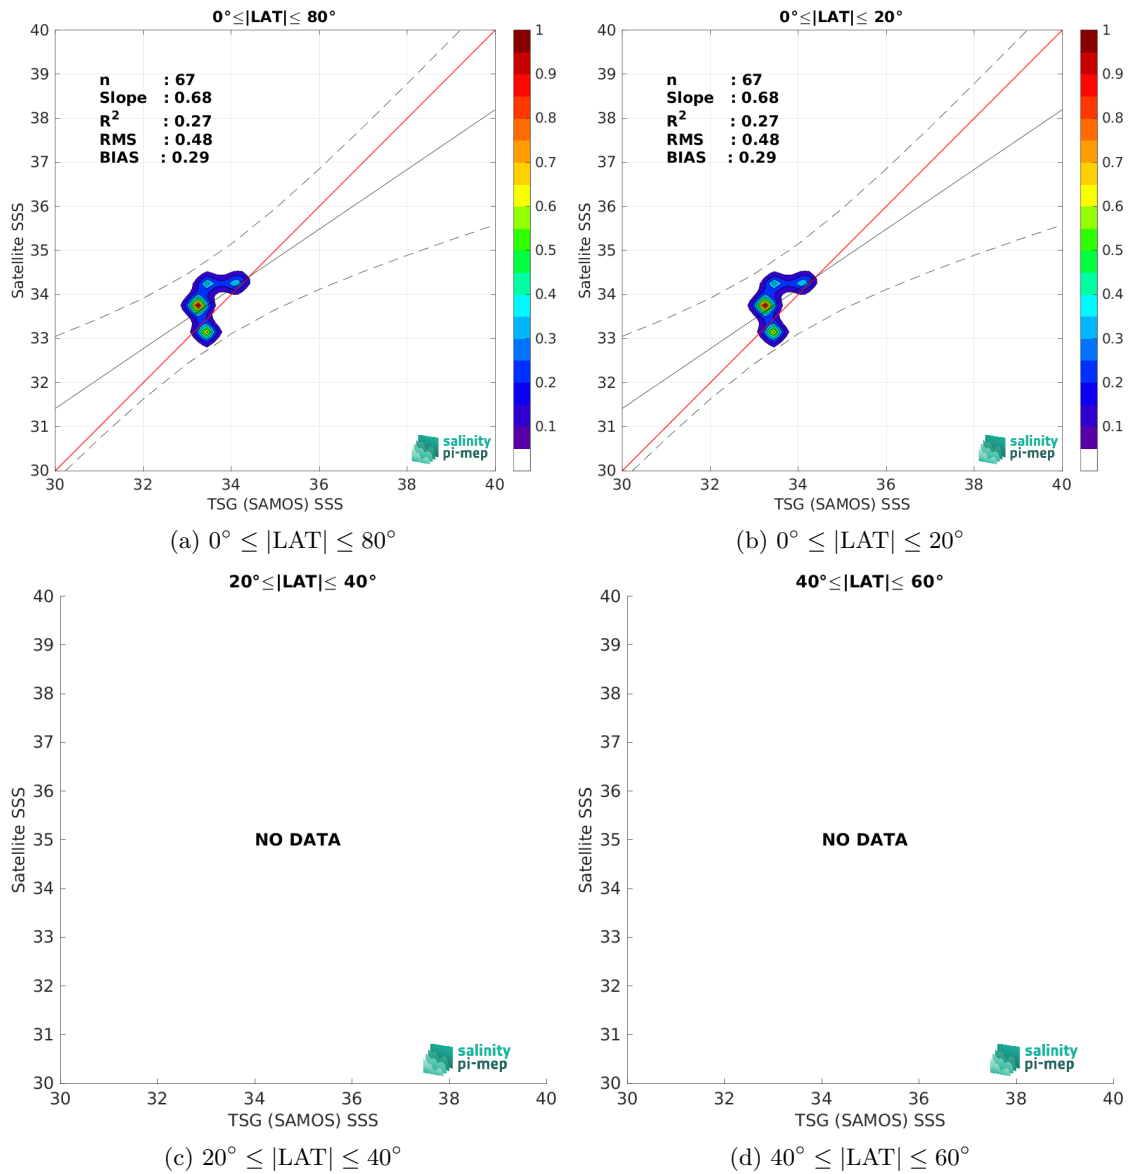 0°≤|LAT|≤ 80°
40
39
38
37
36
35
34
33
32
31
30
Satellite SSS
n : 67
Slope : 0.68
R² : 0.27
RMS : 0.48
BIAS : 0.29
salinity
pi-mep
30 32 34 36 38 40
TSG (SAMOS) SSS
1
0.9
0.8
0.7
0.6
0.5
0.4
0.3
0.2
0.1
(a) 0° ≤ |LAT| ≤ 80°
0°≤|LAT|≤ 20°
40
39
38
37
36
35
34
33
32
31
30
Satellite SSS
n : 67
Slope : 0.68
R² : 0.27
RMS : 0.48
BIAS : 0.29
salinity
pi-mep
30 32 34 36 38 40
TSG (SAMOS) SSS
1
0.9
0.8
0.7
0.6
0.5
0.4
0.3
0.2
0.1
(b) 0° ≤ |LAT| ≤ 20°
20°≤|LAT|≤ 40°
40
39
38
37
36
35
34
33
32
31
30
Satellite SSS
NO DATA
salinity
pi-mep
30 32 34 36 38 40
TSG (SAMOS) SSS
(c) 20° ≤ |LAT| ≤ 40°
40°≤|LAT|≤ 60°
40
39
38
37
36
35
34
33
32
31
30
Satellite SSS
NO DATA
salinity
pi-mep
30 32 34 36 38 40
TSG (SAMOS) SSS
(d) 40° ≤ |LAT| ≤ 60°